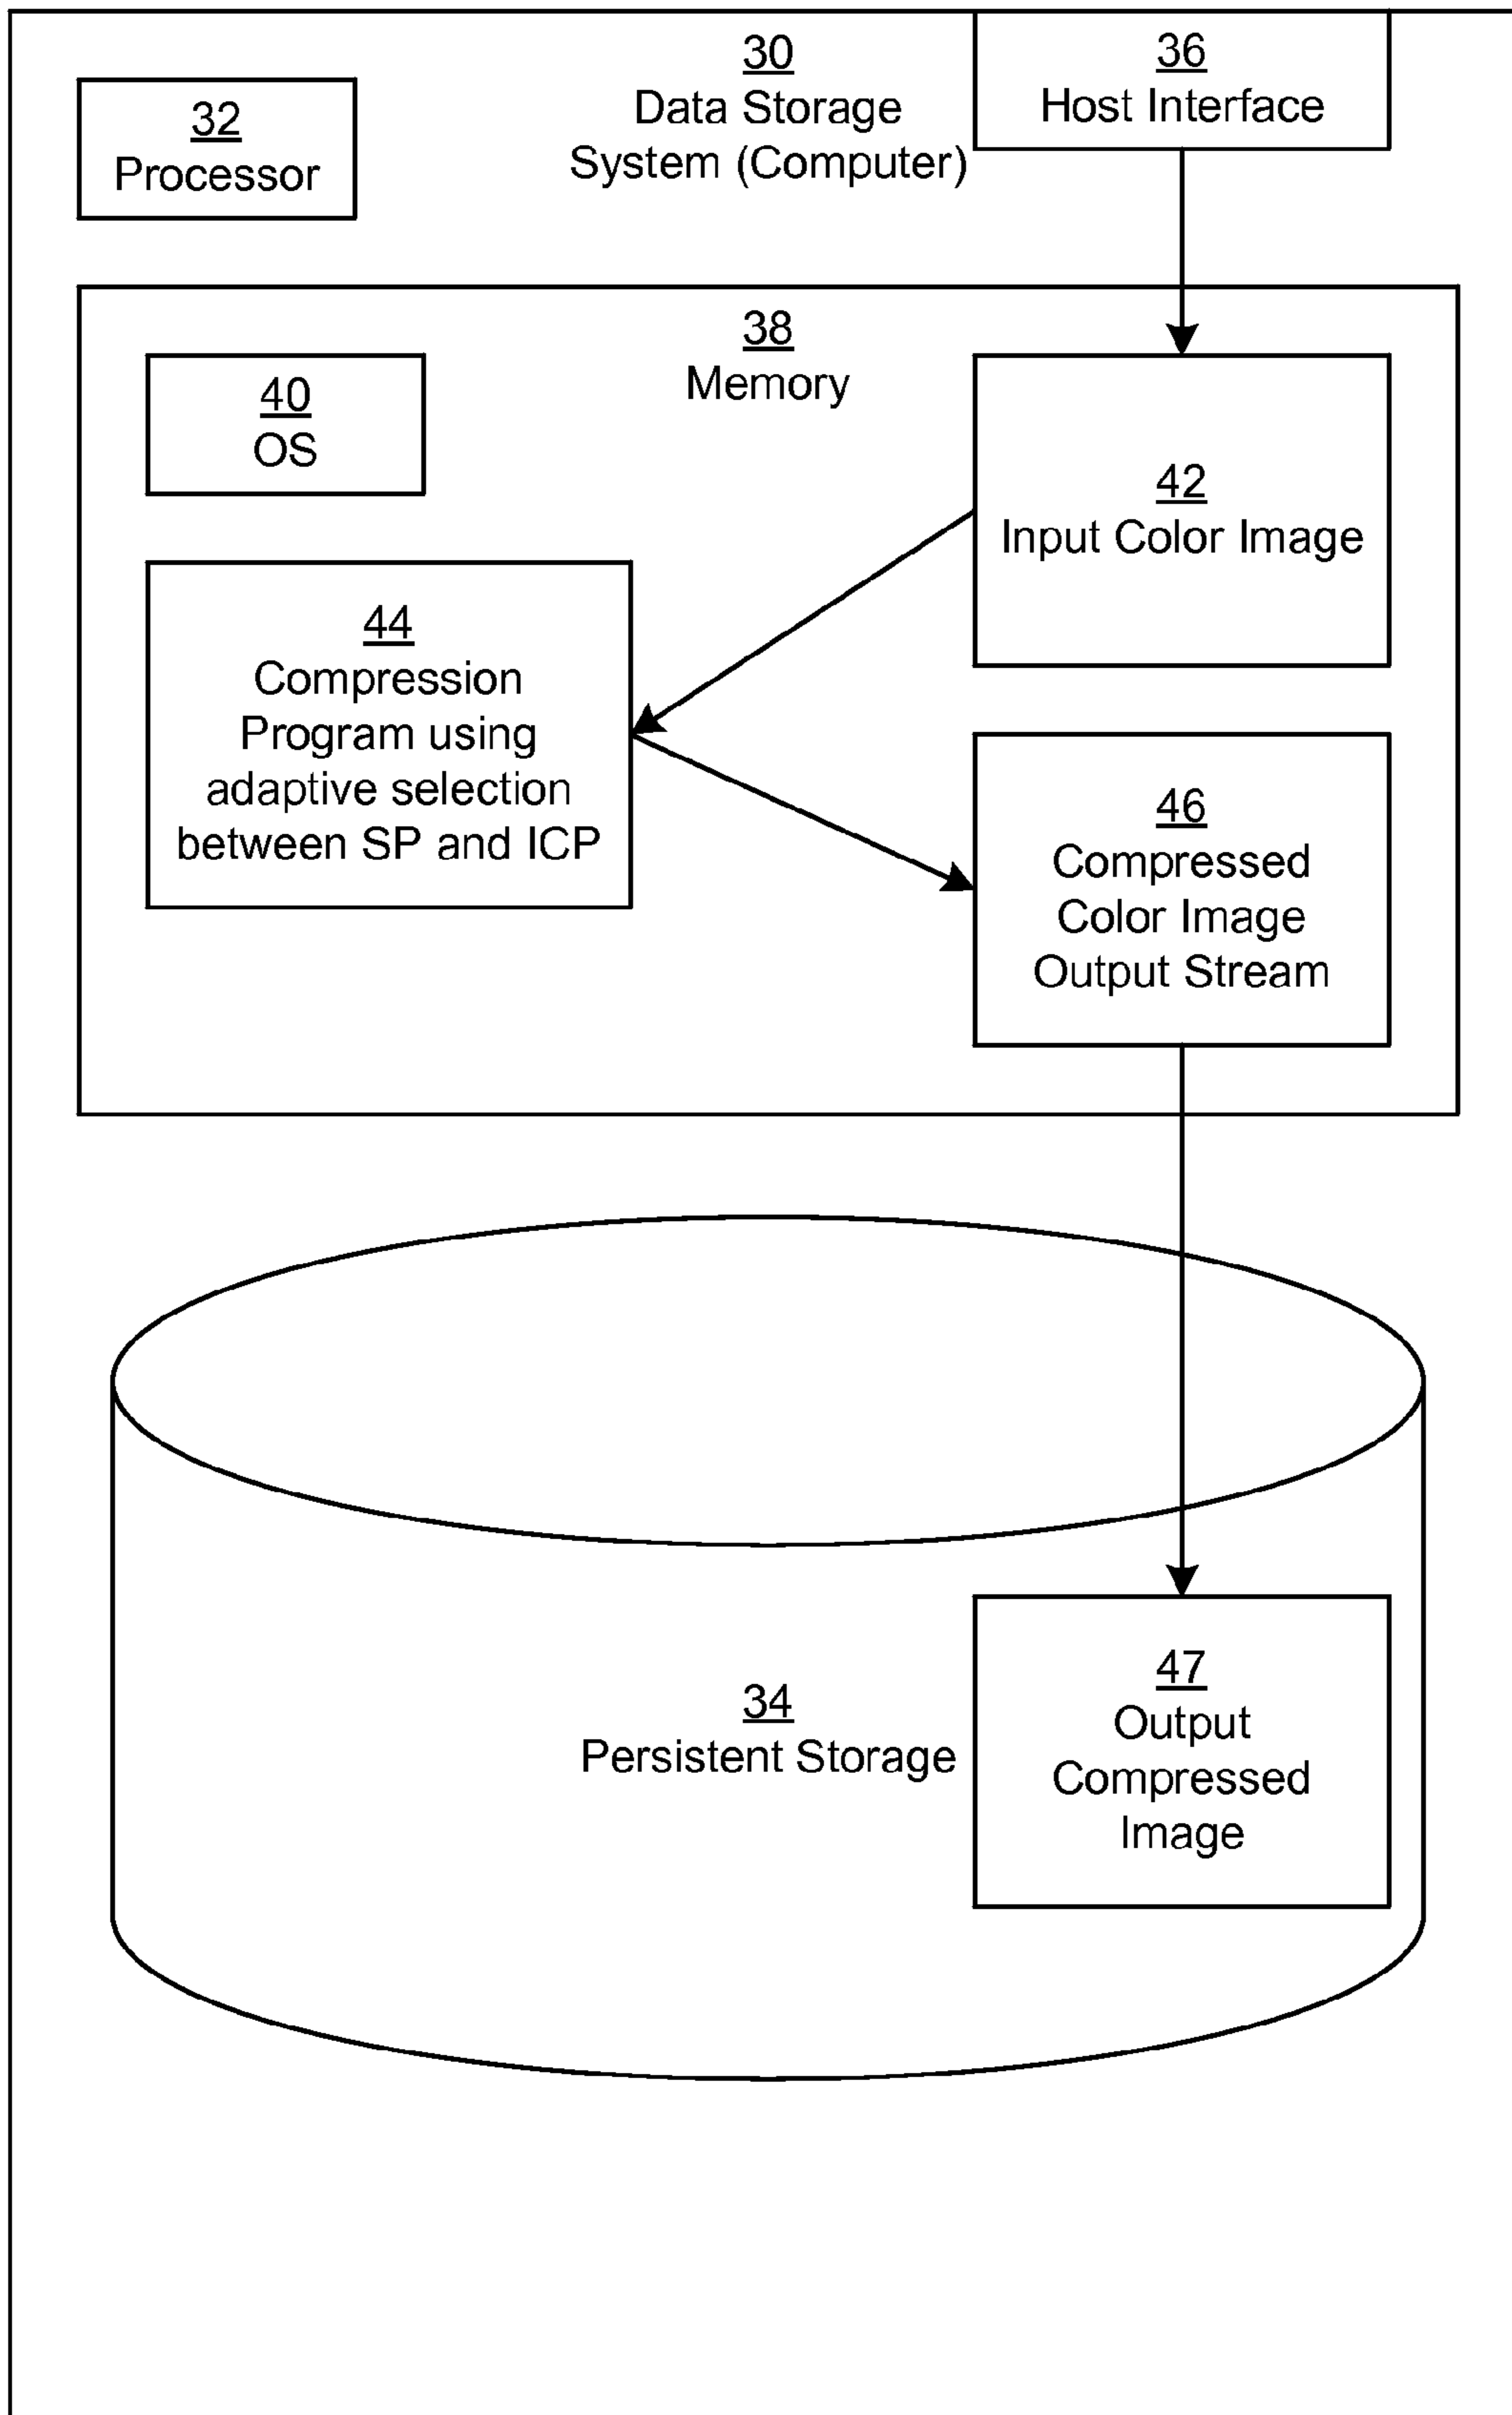 30
Data Storage
System (Computer)
36
Host Interface
32
Processor
38
Memory
40
OS
42
Input Color Image
44
Compression
Program using
adaptive selection
between SP and ICP
46
Compressed
Color Image
Output Stream
34
Persistent Storage
47
Output
Compressed
Image